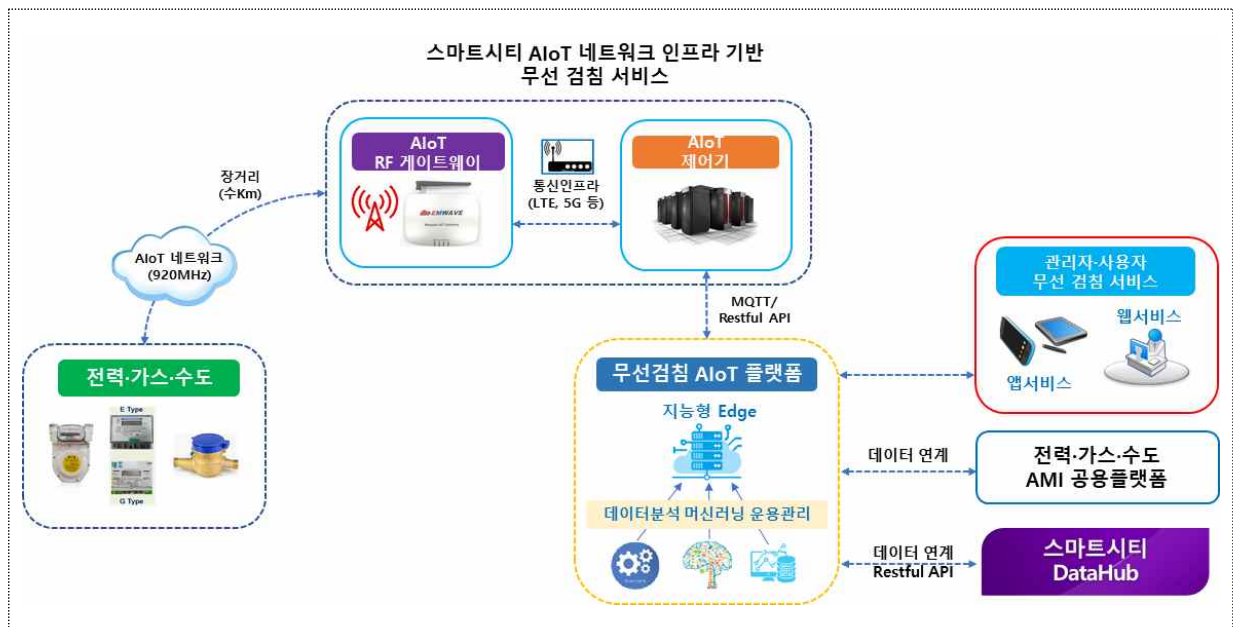 스마트시티 AIoT 네트워크 인프라 기반
무선 검침 서비스
AIoT
RF 게이트웨이
통신인프라
(LTE, 5G 등)
AIoT
제어기
장거리
(수Km)
AIoT 네트워크
(920MHz)
전력·가스·수도
E Type
G Type
MQTT/
Restful API
무선검침 AIoT 플랫폼
지능형 Edge
데이터분석 머신러닝 운용관리
관리자·사용자
무선 검침 서비스
웹서비스
앱서비스
데이터 연계
전력·가스·수도
AMI 공용플랫폼
데이터 연계
Restful API
스마트시티
DataHub